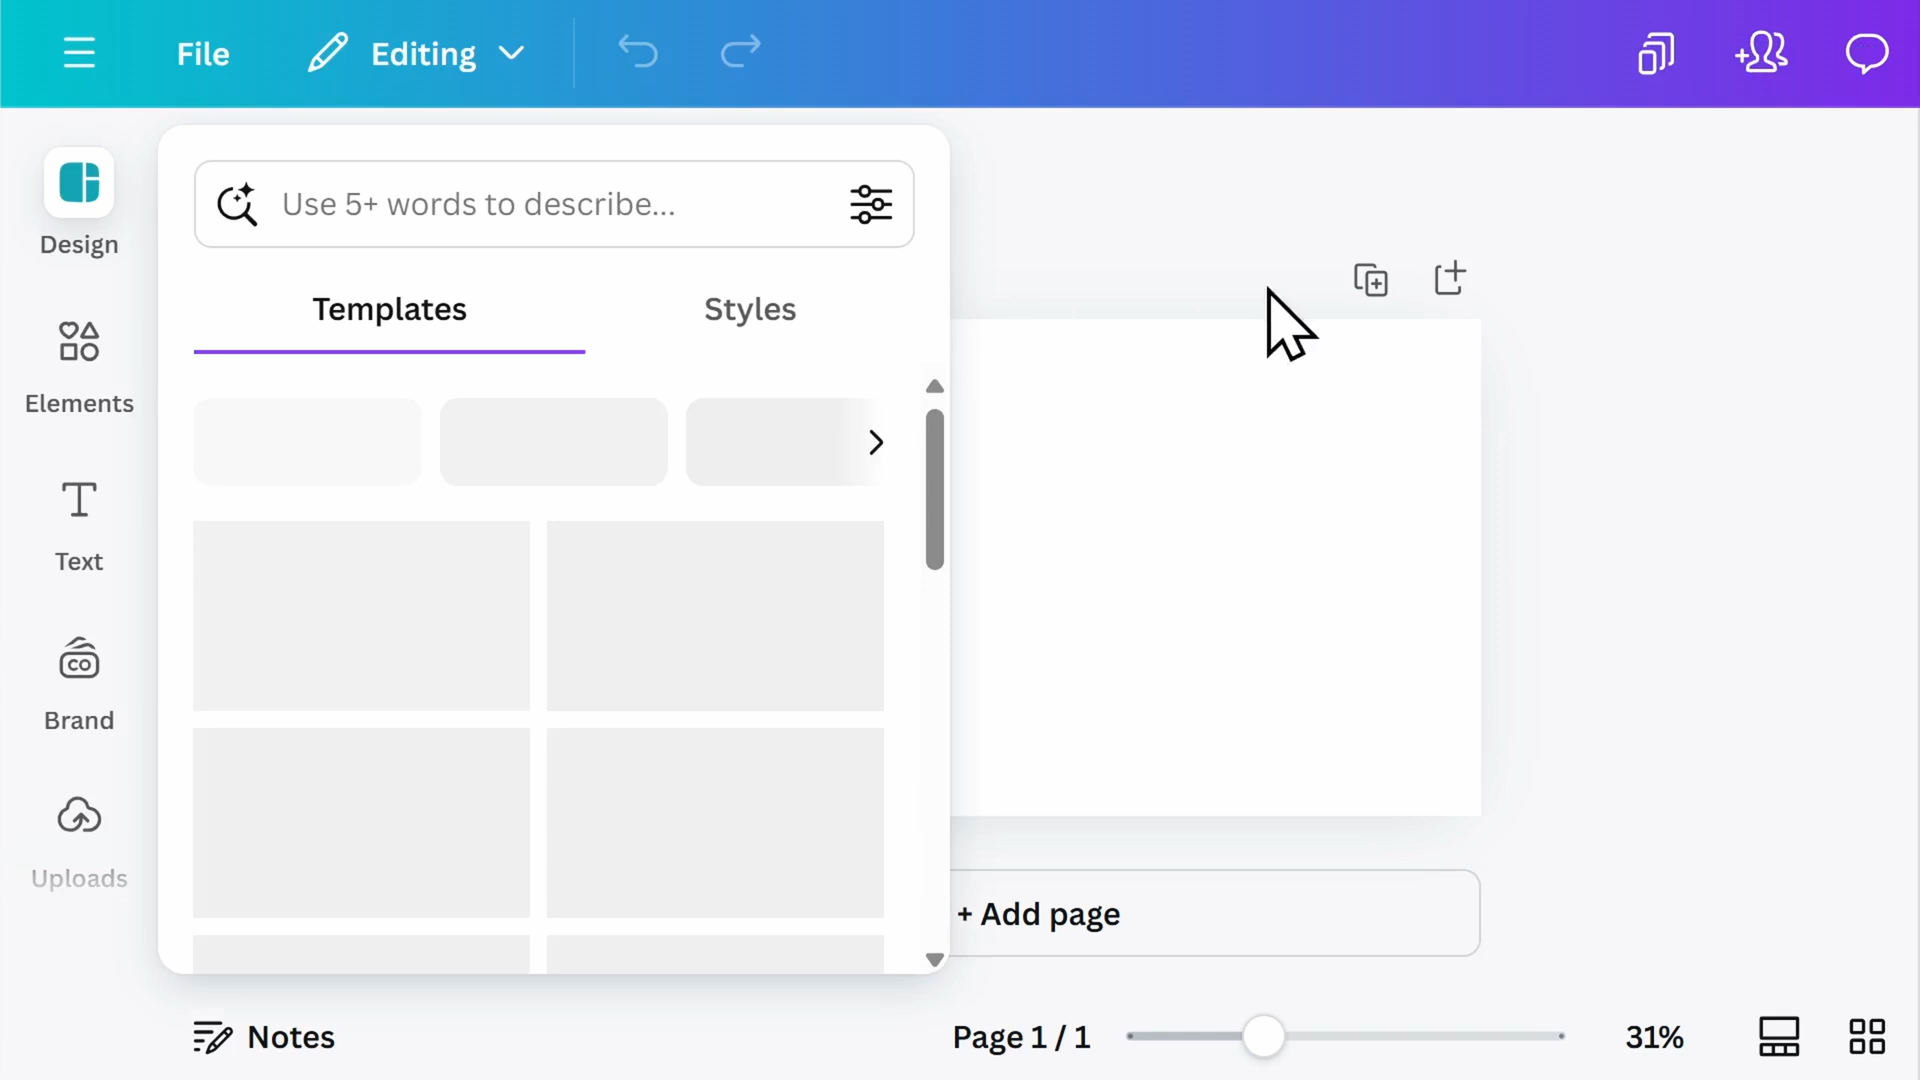 File
Editing
Use 5+ words to describe...
Design
Templates
Styles
Elements
Text
CO
Brand
Uploads
+ Add page
Notes
Page 1 / 1
31%